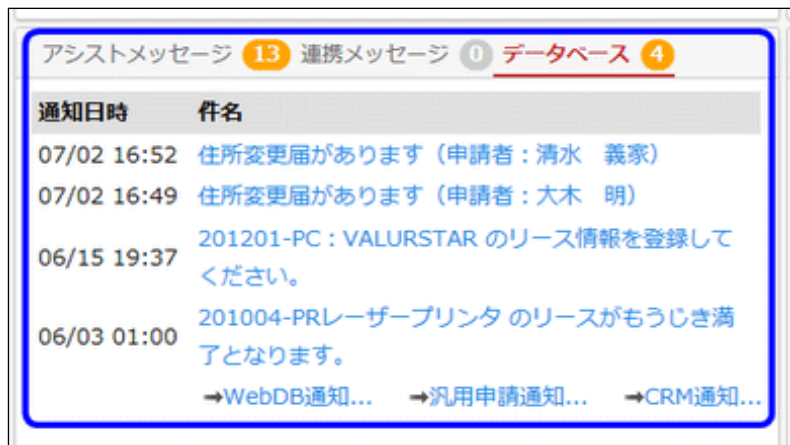 アシストメッセージ 13 連携メッセージ 0 データベース 4
通知日時 件名
07/02 16:52 住所変更届があります（申請者：清水　義家）
07/02 16:49 住所変更届があります（申請者：大木　明）
06/15 19:37 201201-PC：VALURSTAR のリース情報を登録して
ください。
06/03 01:00 201004-PRレーザープリンタ のリースがもうじき満
了となります。
➞WebDB通知... ➞汎用申請通知... ➞CRM通知...